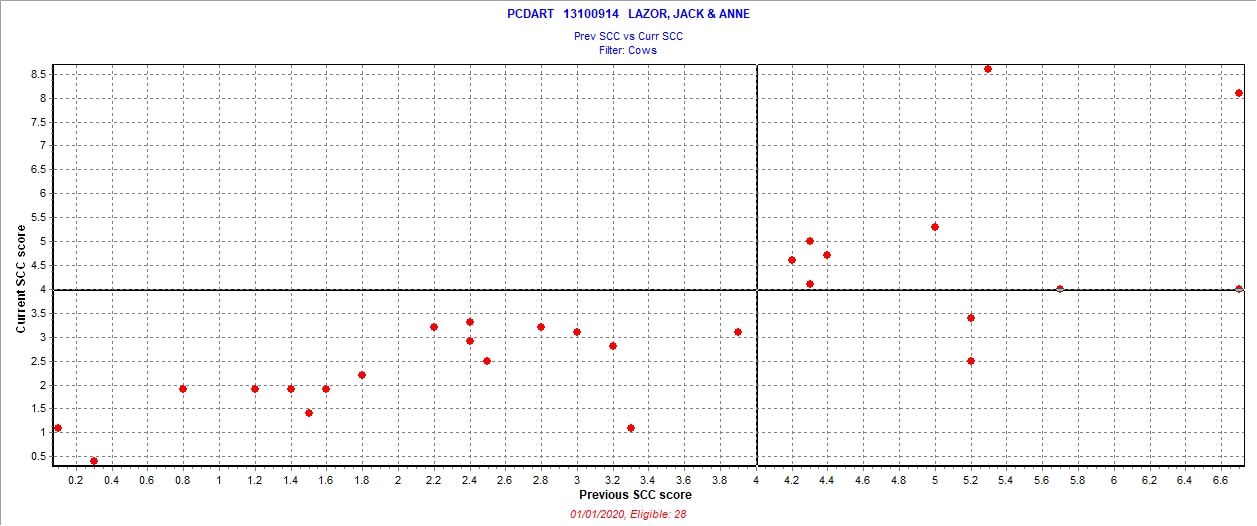 PCDART 13100914 LAZOR, JACK & ANNE
Prev SCC vs Curr SCC
Filter: Cows
Current SCC score
8.5
8
7.5
7
6.5
6
5.5
5
4.5
4
3.5
3
2.5
2
1.5
1
0.5
0.2 0.4 0.6 0.8 1 1.2 1.4 1.6 1.8 2 2.2 2.4 2.6 2.8 3 3.2 3.4 3.6 3.8 4 4.2 4.4 4.6 4.8 5 5.2 5.4 5.6 5.8 6 6.2 6.4 6.6
Previous SCC score
01/01/2020, Eligible: 28